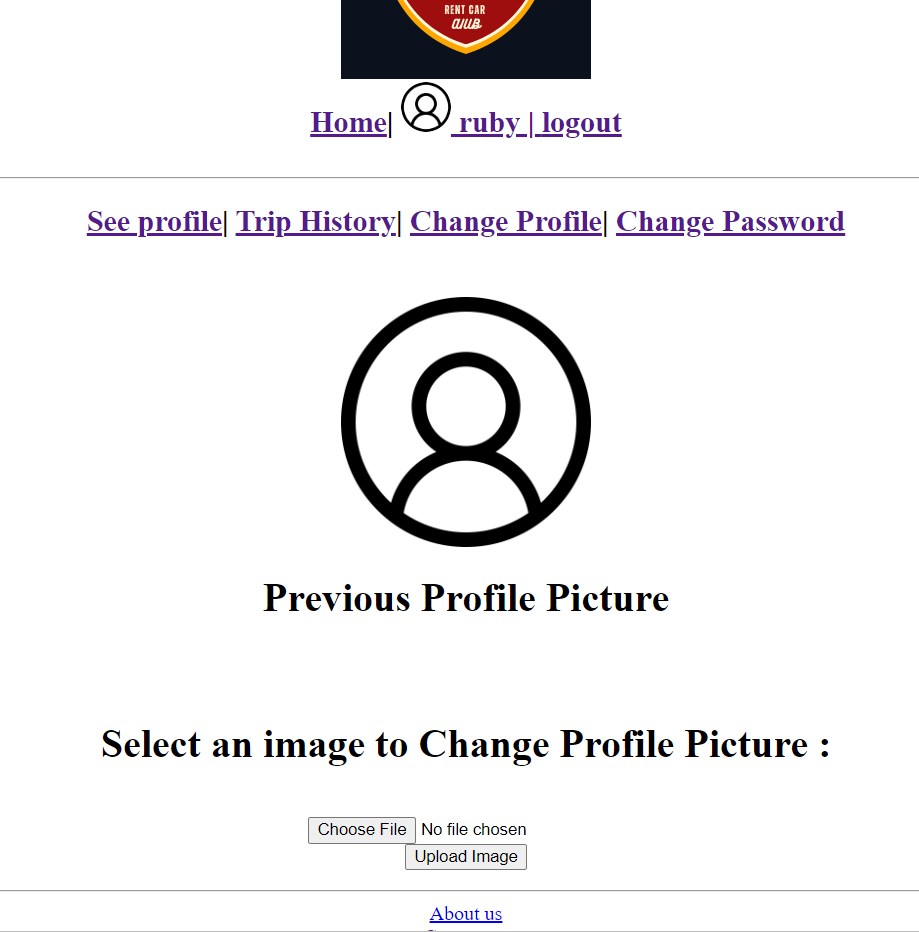 RENT CAR
Home| ruby | logout
See profile| Trip History| Change Profile| Change Password
Previous Profile Picture
Select an image to Change Profile Picture :
Choose File No file chosen
Upload Image
About us